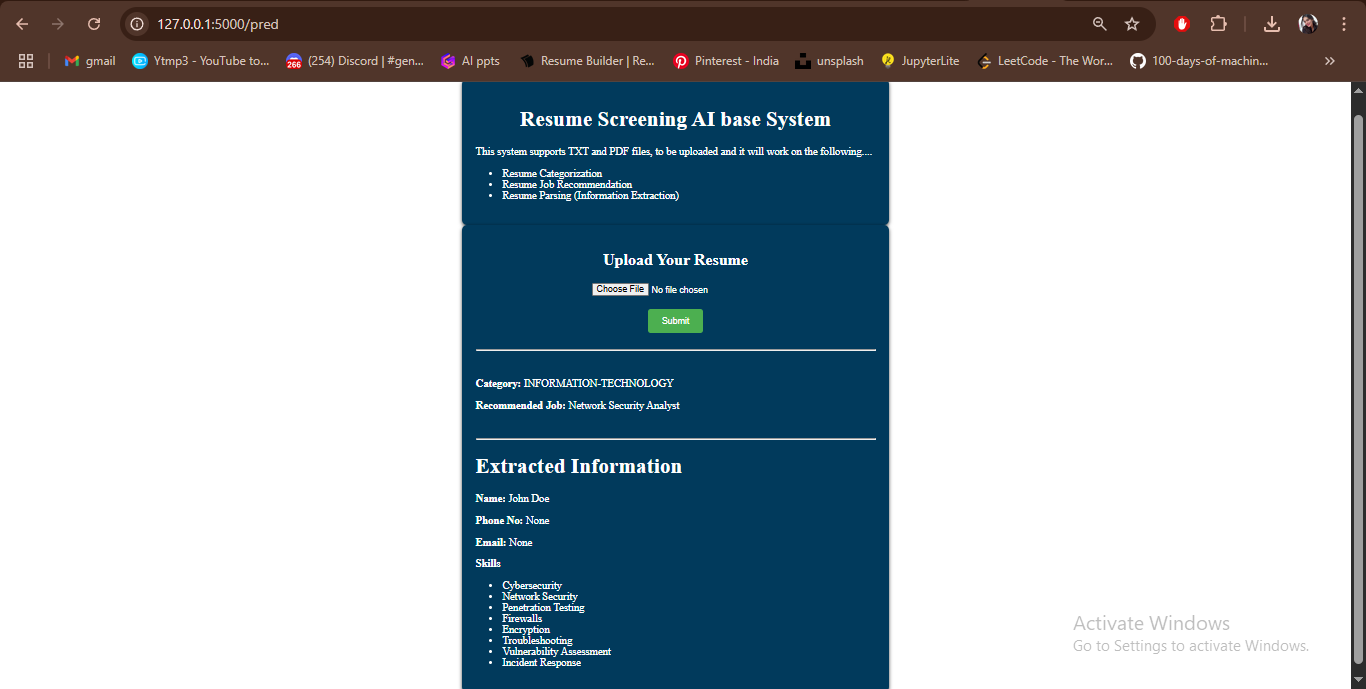 127.0.0.1:5000/pred
gmail
Ytmp3 - YouTube to...
266
(254) Discord | #gen...
AI ppts
Resume Builder | Re...
Pinterest - India
unsplash
JupyterLite
LeetCode - The Wor...
100-days-of-machin...
Resume Screening AI base System
This system supports TXT and PDF files, to be uploaded and it will work on the following....
• Resume Categorization
• Resume Job Recommendation
• Resume Parsing (Information Extraction)
Upload Your Resume
Choose File No file chosen
Submit
Category: INFORMATION-TECHNOLOGY
Recommended Job: Network Security Analyst
Extracted Information
Name: John Doe
Phone No: None
Email: None
Skills
• Cybersecurity
• Network Security
• Penetration Testing
• Firewalls
• Encryption
• Troubleshooting
• Vulnerability Assessment
• Incident Response
Activate Windows
Go to Settings to activate Windows.